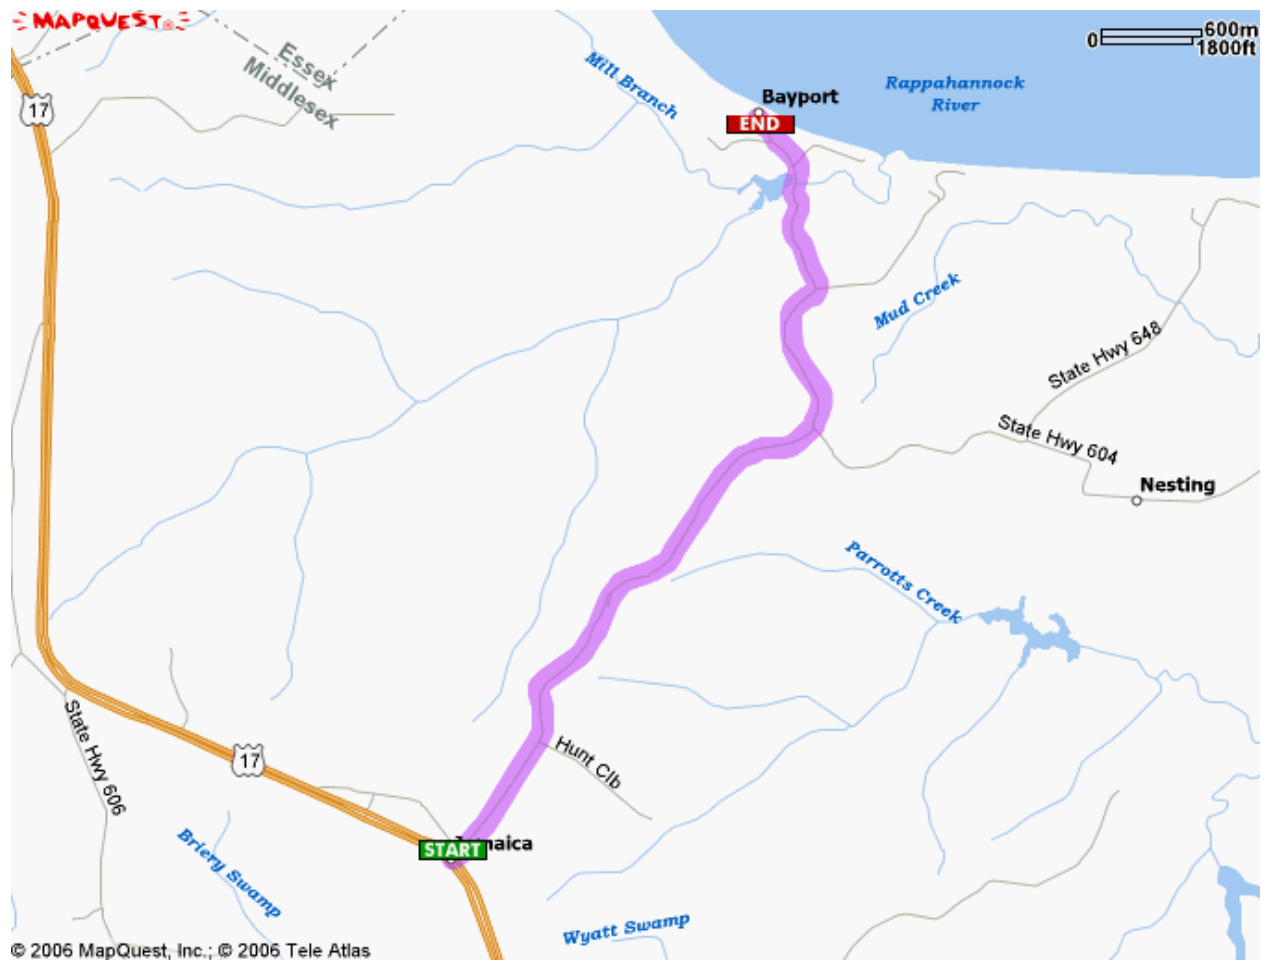 MAPQUEST®
Essex
Middlesex
Mill Branch
Rappahannock
River
0
600m
1800ft
17
Bayport
END
Mud Creek
State Hwy 648
State Hwy 604
Nesting
Parrotts Creek
State Hwy 606
17
Hunt Clb
START
Briery Swamp
Wyatt Swamp
© 2006 MapQuest, Inc.; © 2006 Tele Atlas